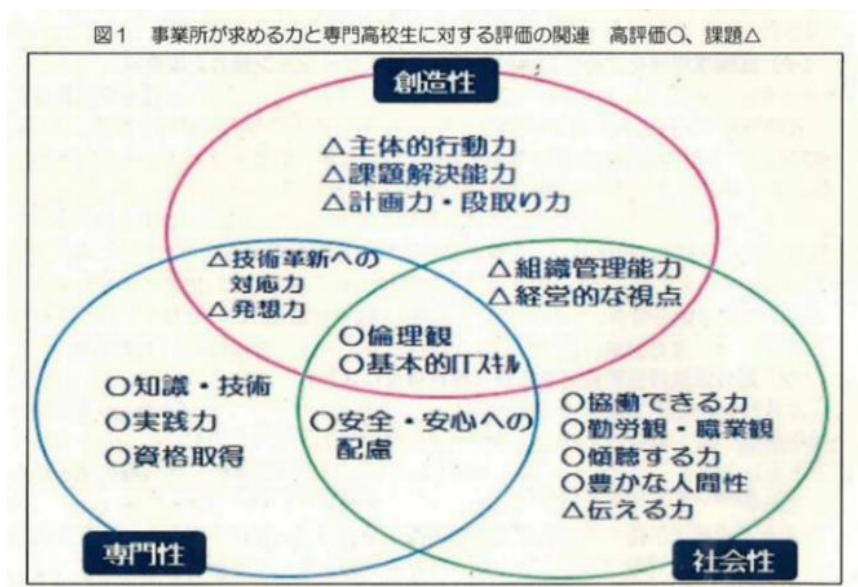 図1 事業所が求める力と専門高校生に対する評価の関連 高評価○、課題△
創造性
△主体的行動力
△課題解決能力
△計画力・段取り力
△技術革新への
対応力
△発想力
△組織管理能力
△経営的な視点
○倫理観
○基本的ITスキル
○知識・技術
○実践力
○資格取得
○安全・安心への
配慮
○協働できる力
○勤労観・職業観
○傾聴する力
○豊かな人間性
△伝える力
専門性
社会性